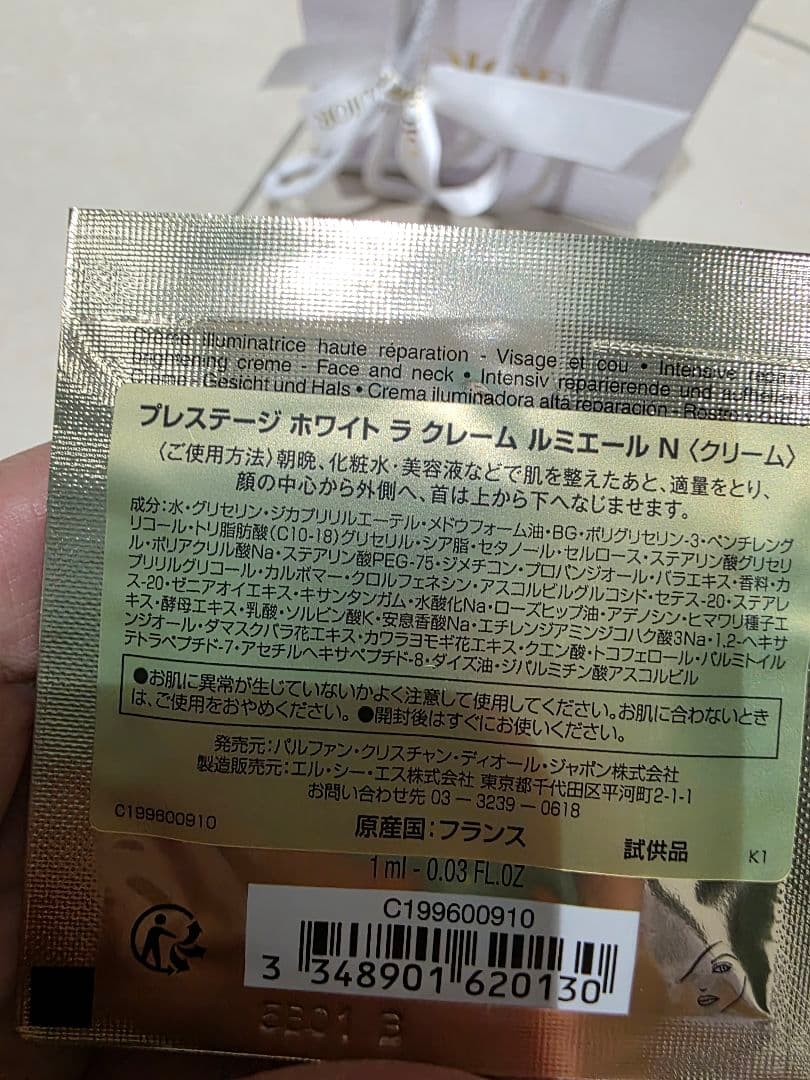 DIOR
Crème illuminatrice haute réparation - Visage et cou • Intensive repair
brightening creme - Face and neck • Intensiv reparierende und aufhel
Gesicht und Hals • Crema iluminadora alta reparación - Rostro
プレステージ ホワイト ラ クレーム ルミエール N〈クリーム〉
〈ご使用方法〉朝晩、化粧水・美容液などで肌を整えたあと、適量をとり、
顔の中心から外側へ、首は上から下へなじませます。
成分：水・グリセリン・ジカプリリルエーテル・メドウフォーム油・BG・ポリグリセリン-3・ペンチレング
リコール・トリ脂肪酸(C10-18)グリセリル・シア脂・セタノール・セルロース・ステアリン酸グリセリ
ル・ポリアクリル酸Na・ステアリン酸PEG-75・ジメチコン・プロパンジオール・バラエキス・香料・カ
プリリルグリコール・カルボマー・クロルフェネシン・アスコルビルグルコシド・セテス-20・ステアレ
ス-20・ゼニアオイエキス・キサンタンガム・水酸化Na・ローズヒップ油・アデノシン・ヒマワリ種子エ
キス・酵母エキス・乳酸・ソルビン酸K・安息香酸Na・エチレンジアミンジコハク酸3Na・1,2-ヘキサ
ンジオール・ダマスクバラ花エキス・カワラヨモギ花エキス・クエン酸・トコフェロール・パルミトイル
テトラペプチド-7・アセチルヘキサペプチド-8・ダイズ油・ジパルミチン酸アスコルビル
●お肌に異常が生じていないかよく注意して使用してください。お肌に合わないとき
は、ご使用をおやめください。●開封後はすぐにお使いください。
発売元：パルファン・クリスチャン・ディオール・ジャポン株式会社
製造販売元：エル・シー・エス株式会社 東京都千代田区平河町2-1-1
お問い合わせ先 03－3239－0618
C199600910
原産国：フランス
試供品
K1
1 ml - 0.03 FL.OZ
C199600910
3 348901 620130